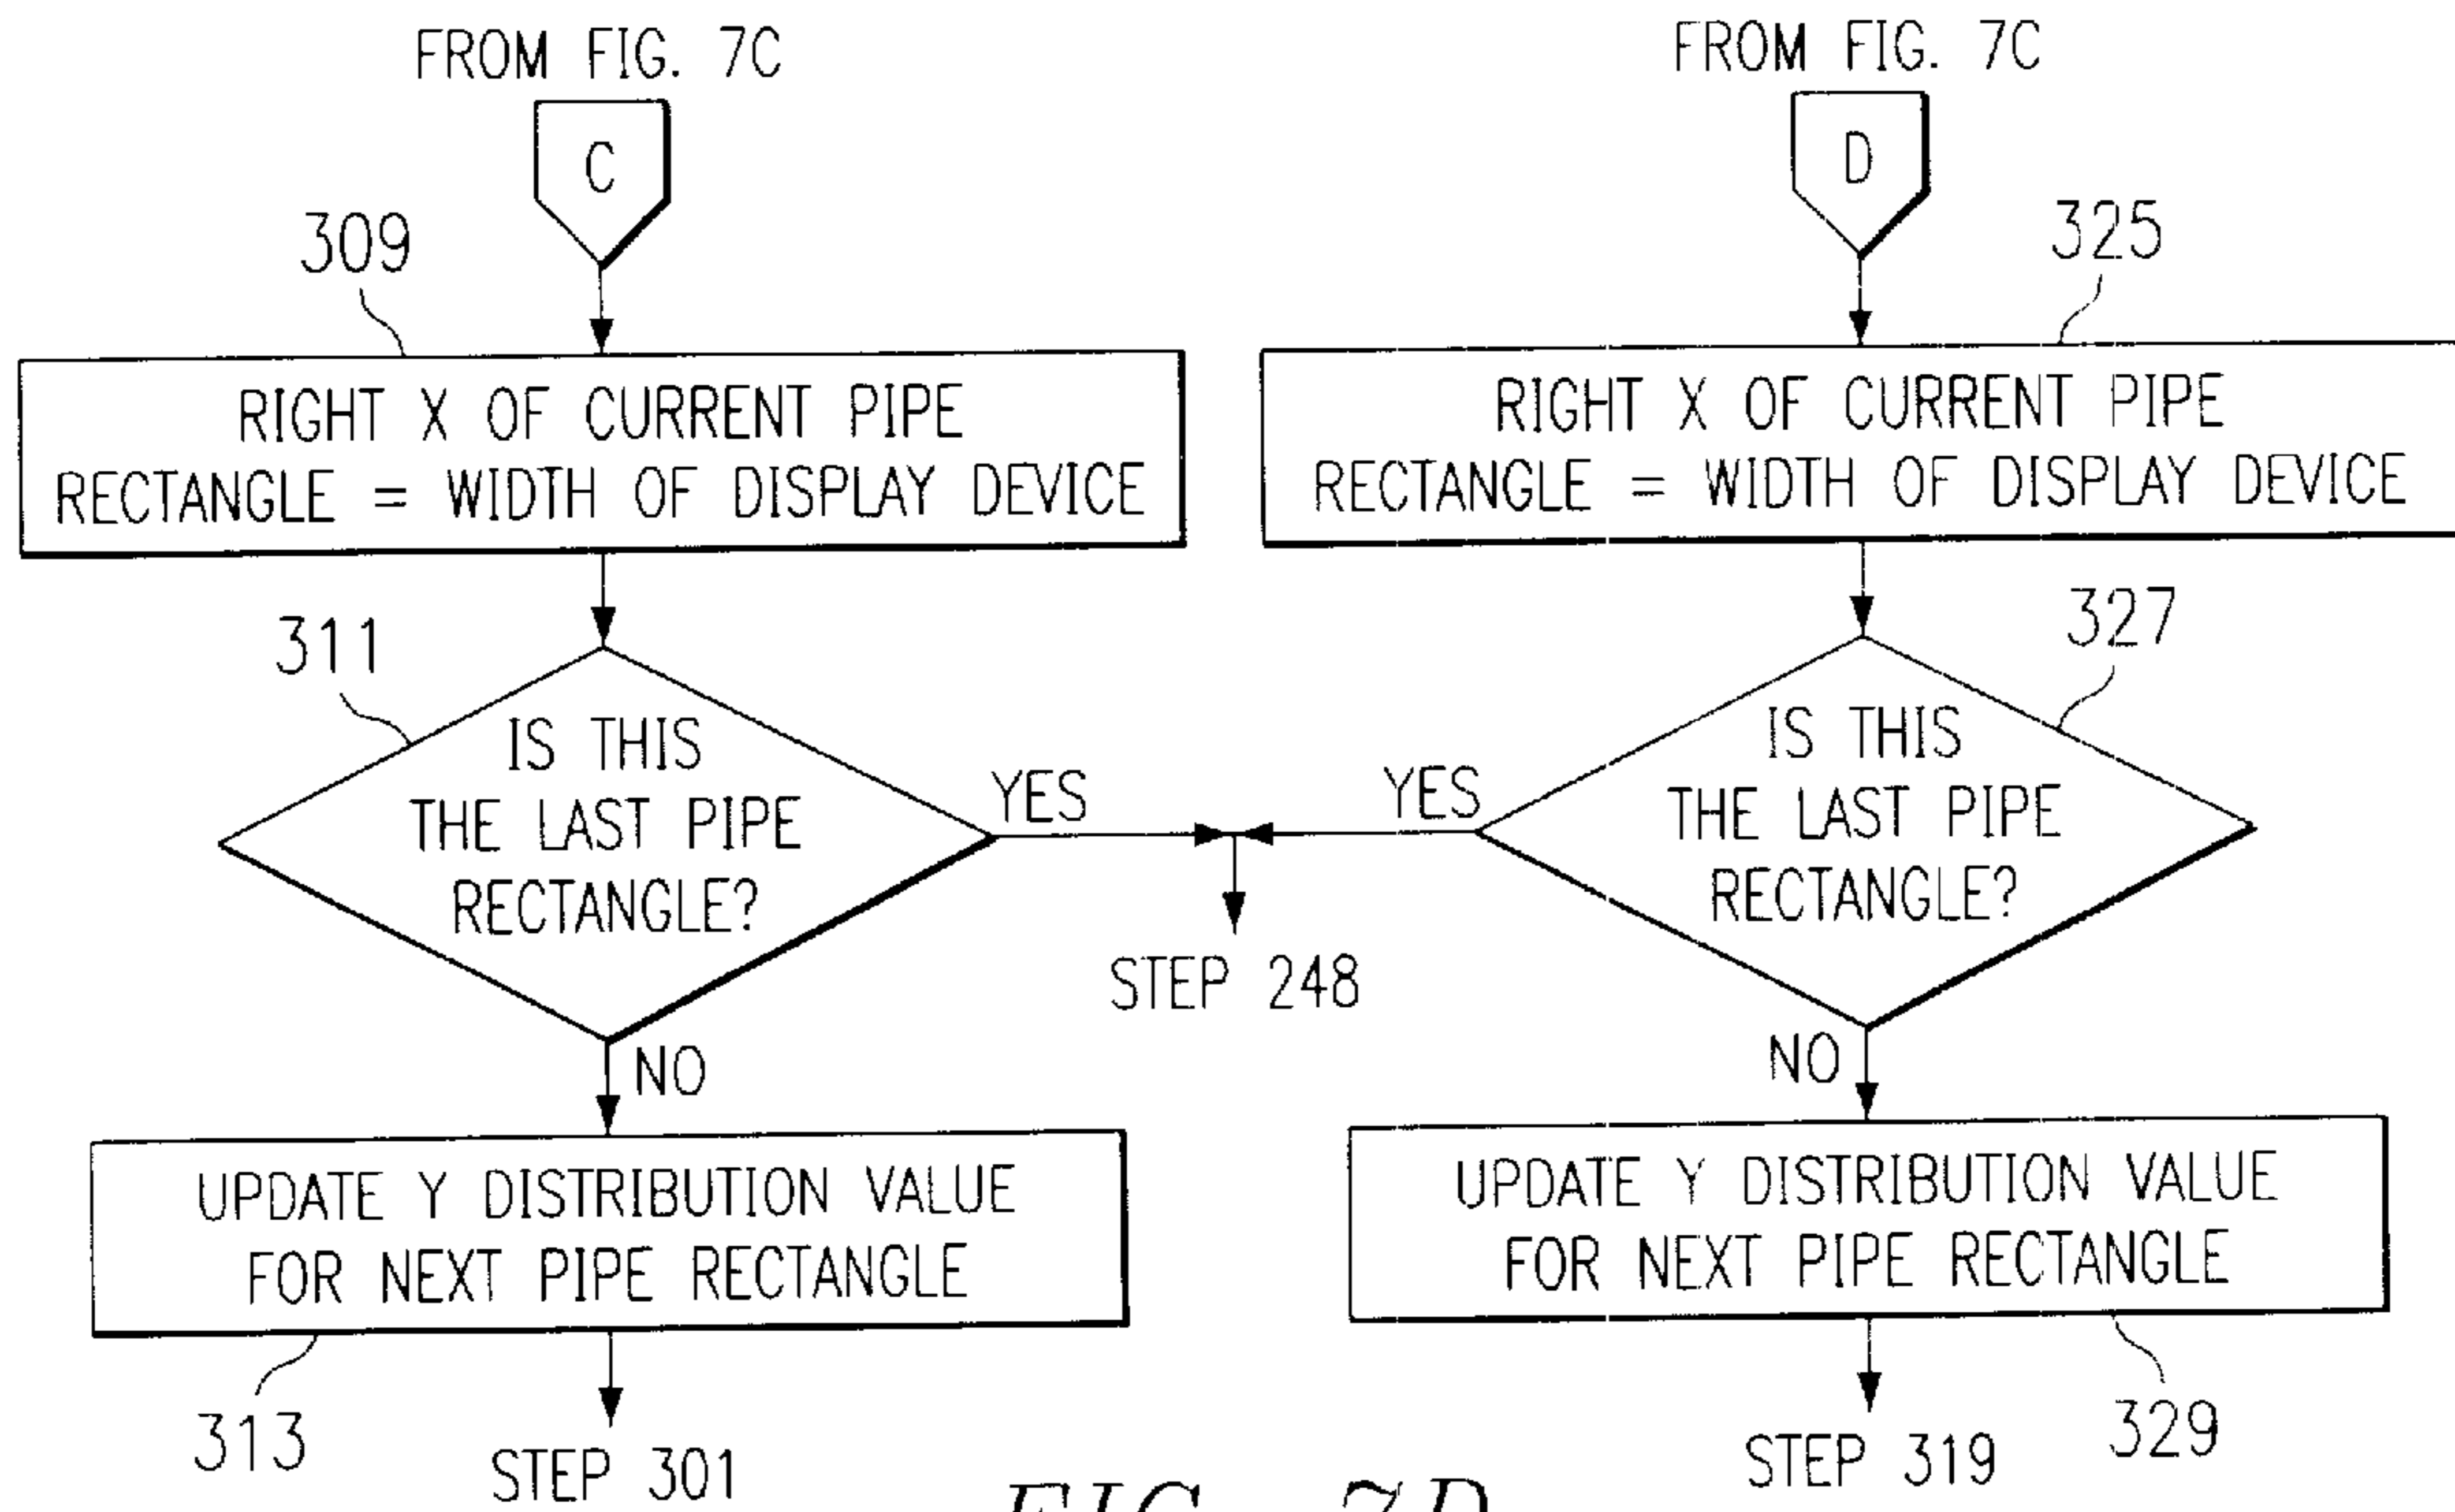 FROM FIG. 7C
C
309
RIGHT X OF CURRENT PIPE
RECTANGLE = WIDTH OF DISPLAY DEVICE
311
IS THIS
THE LAST PIPE
RECTANGLE?
YES
NO
UPDATE Y DISTRIBUTION VALUE
FOR NEXT PIPE RECTANGLE
313
STEP 301
STEP 248
FROM FIG. 7C
D
325
RIGHT X OF CURRENT PIPE
RECTANGLE = WIDTH OF DISPLAY DEVICE
327
IS THIS
THE LAST PIPE
RECTANGLE?
YES
NO
UPDATE Y DISTRIBUTION VALUE
FOR NEXT PIPE RECTANGLE
329
STEP 319
FIG. 7D